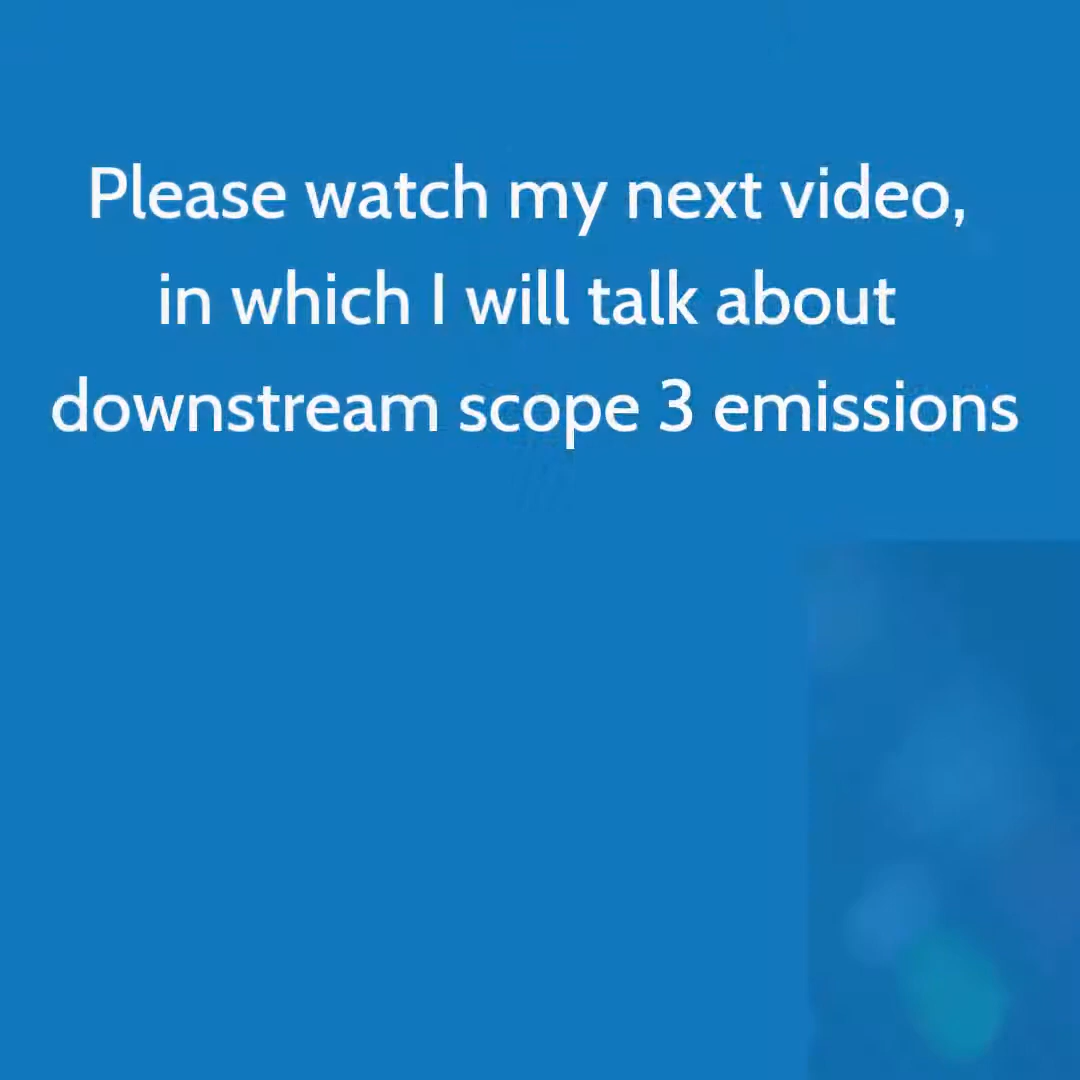 Please watch my next video,
in which I will talk about
downstream scope 3 emissions